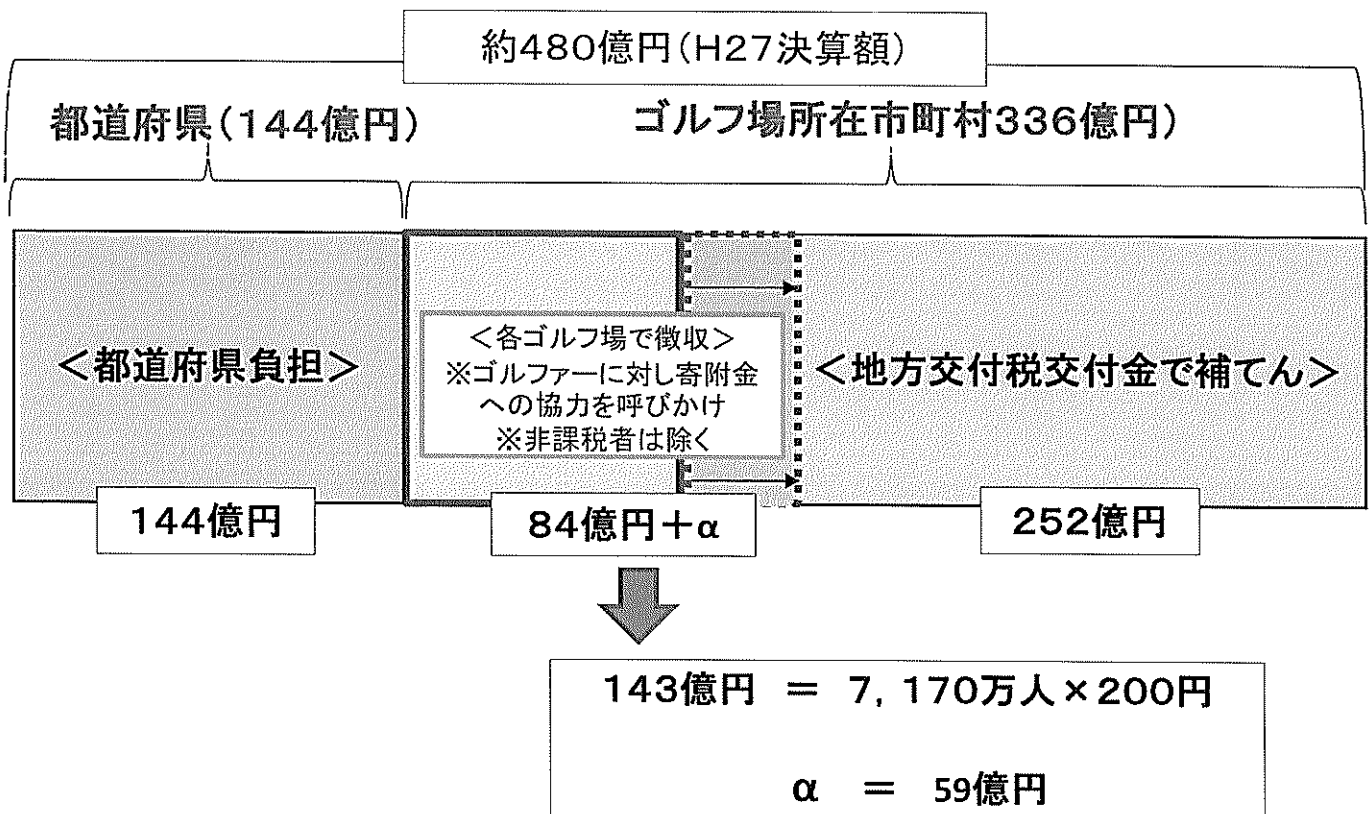 約480億円(H27決算額)
都道府県(144億円)
ゴルフ場所在市町村336億円)
<都道府県負担>
<各ゴルフ場で徴収>
※ゴルファーに対し寄附金
への協力を呼びかけ
※非課税者は除く
<地方交付税交付金で補てん>
144億円
84億円+α
252億円
143億円 = 7,170万人×200円
α = 59億円